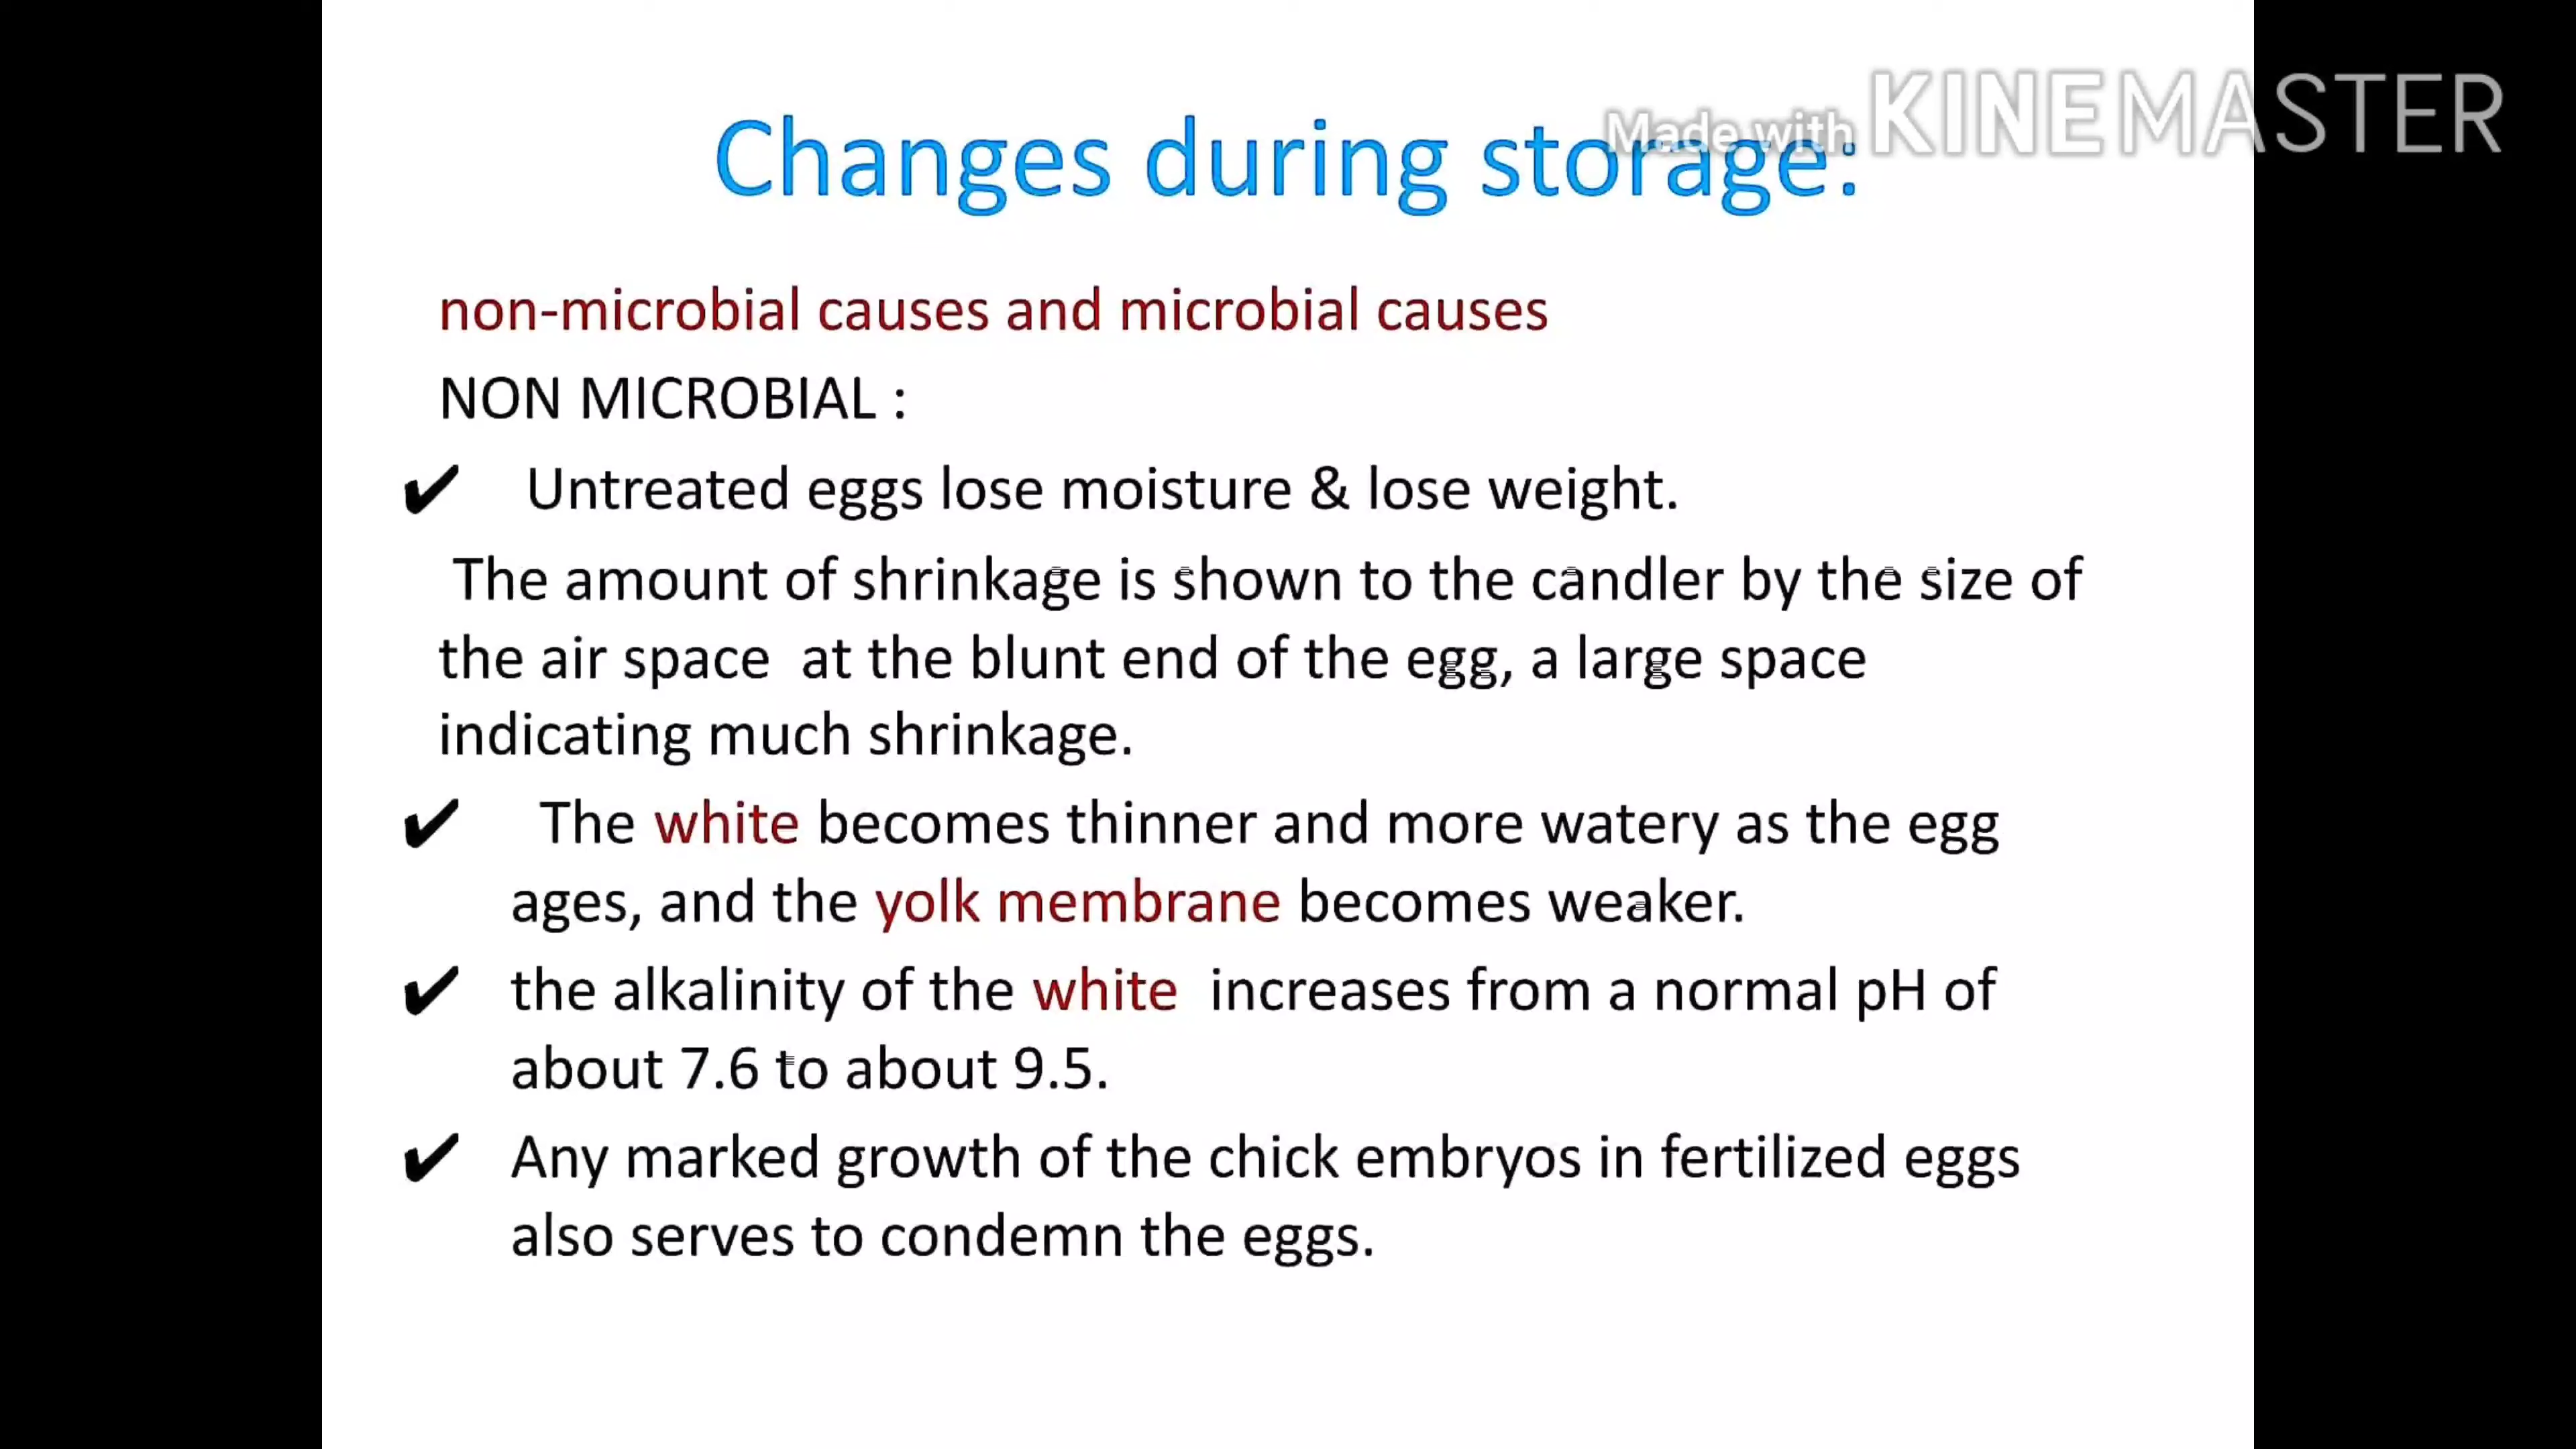 Made with KINEMASTER
Changes during storage:
non-microbial causes and microbial causes
NON MICROBIAL :
✔ Untreated eggs lose moisture & lose weight.
The amount of shrinkage is shown to the candler by the size of
the air space at the blunt end of the egg, a large space
indicating much shrinkage.
✔ The white becomes thinner and more watery as the egg
ages, and the yolk membrane becomes weaker.
✔ the alkalinity of the white increases from a normal pH of
about 7.6 to about 9.5.
✔ Any marked growth of the chick embryos in fertilized eggs
also serves to condemn the eggs.